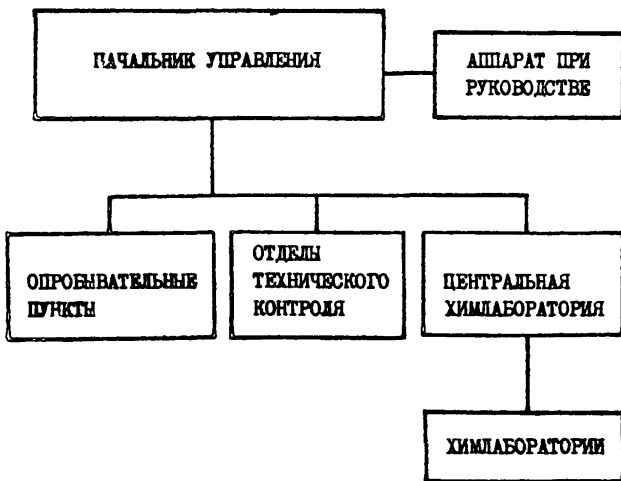 НАЧАЛЬНИК УПРАВЛЕНИЯ
АППАРАТ ПРИ
РУКОВОДСТВЕ
ОПРОБЫВАТЕЛЬНЫЕ
ПУНКТЫ
ОТДЕЛЫ
ТЕХНИЧЕСКОГО
КОНТРОЛЯ
ЦЕНТРАЛЬНАЯ
ХИМЛАБОРАТОРИЯ
ХИМЛАБОРАТОРИИ